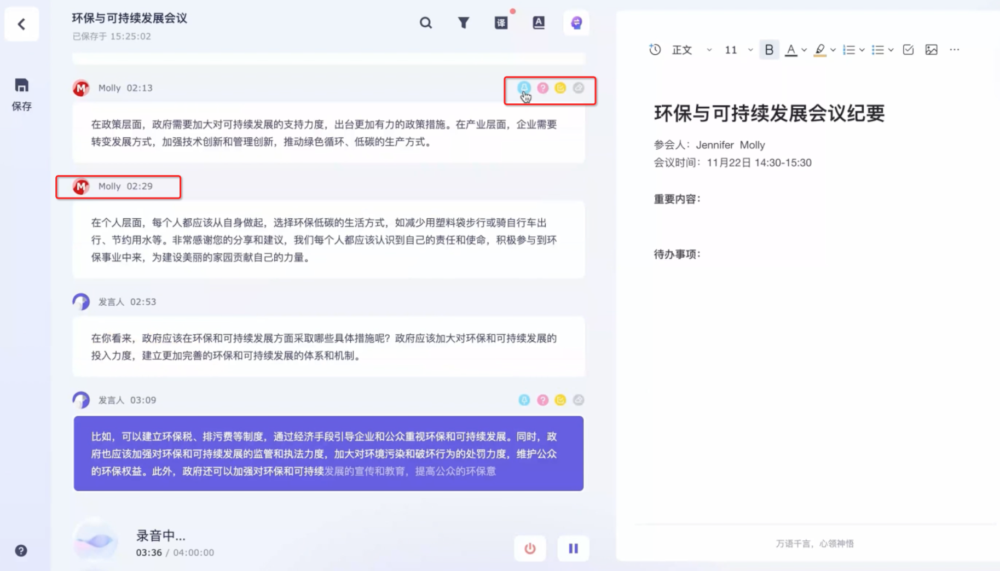 环保与可持续发展会议
已保存于 15:25:02
译
A
保存
M
Molly 02:13
?
在政策层面，政府需要加大对可持续发展的支持力度，出台更加有力的政策措施。在产业层面，企业需要
转变发展方式，加强技术创新和管理创新，推动绿色循环、低碳的生产方式。
M
Molly 02:29
在个人层面，每个人都应该从自身做起，选择环保低碳的生活方式，如减少用塑料袋步行或骑自行车出
行、节约用水等。非常感谢您的分享和建议，我们每个人都应该认识到自己的责任和使命，积极参与到环
保事业中来，为建设美丽的家园贡献自己的力量。
发言人 02:53
在你看来，政府应该在环保和可持续发展方面采取哪些具体措施呢？政府应该加大对环保和可持续发展的
投入力度，建立更加完善的环保和可持续发展的体系和机制。
发言人 03:09
?
比如，可以建立环保税、排污费等制度，通过经济手段引导企业和公众重视环保和可持续发展。同时，政
府也应该加强对环保和可持续发展的监管和执法力度，加大对环境污染和破坏行为的处罚力度，维护公众
的环保权益。此外，政府还可以加强对环保和可持续发展的宣传和教育，提高公众的环保意
录音中...
03:36 / 04:00:00
?
正文 11 B A ...
环保与可持续发展会议纪要
参会人：Jennifer Molly
会议时间：11月22日 14:30-15:30
重要内容：
待办事项：
万语千言，心领神悟